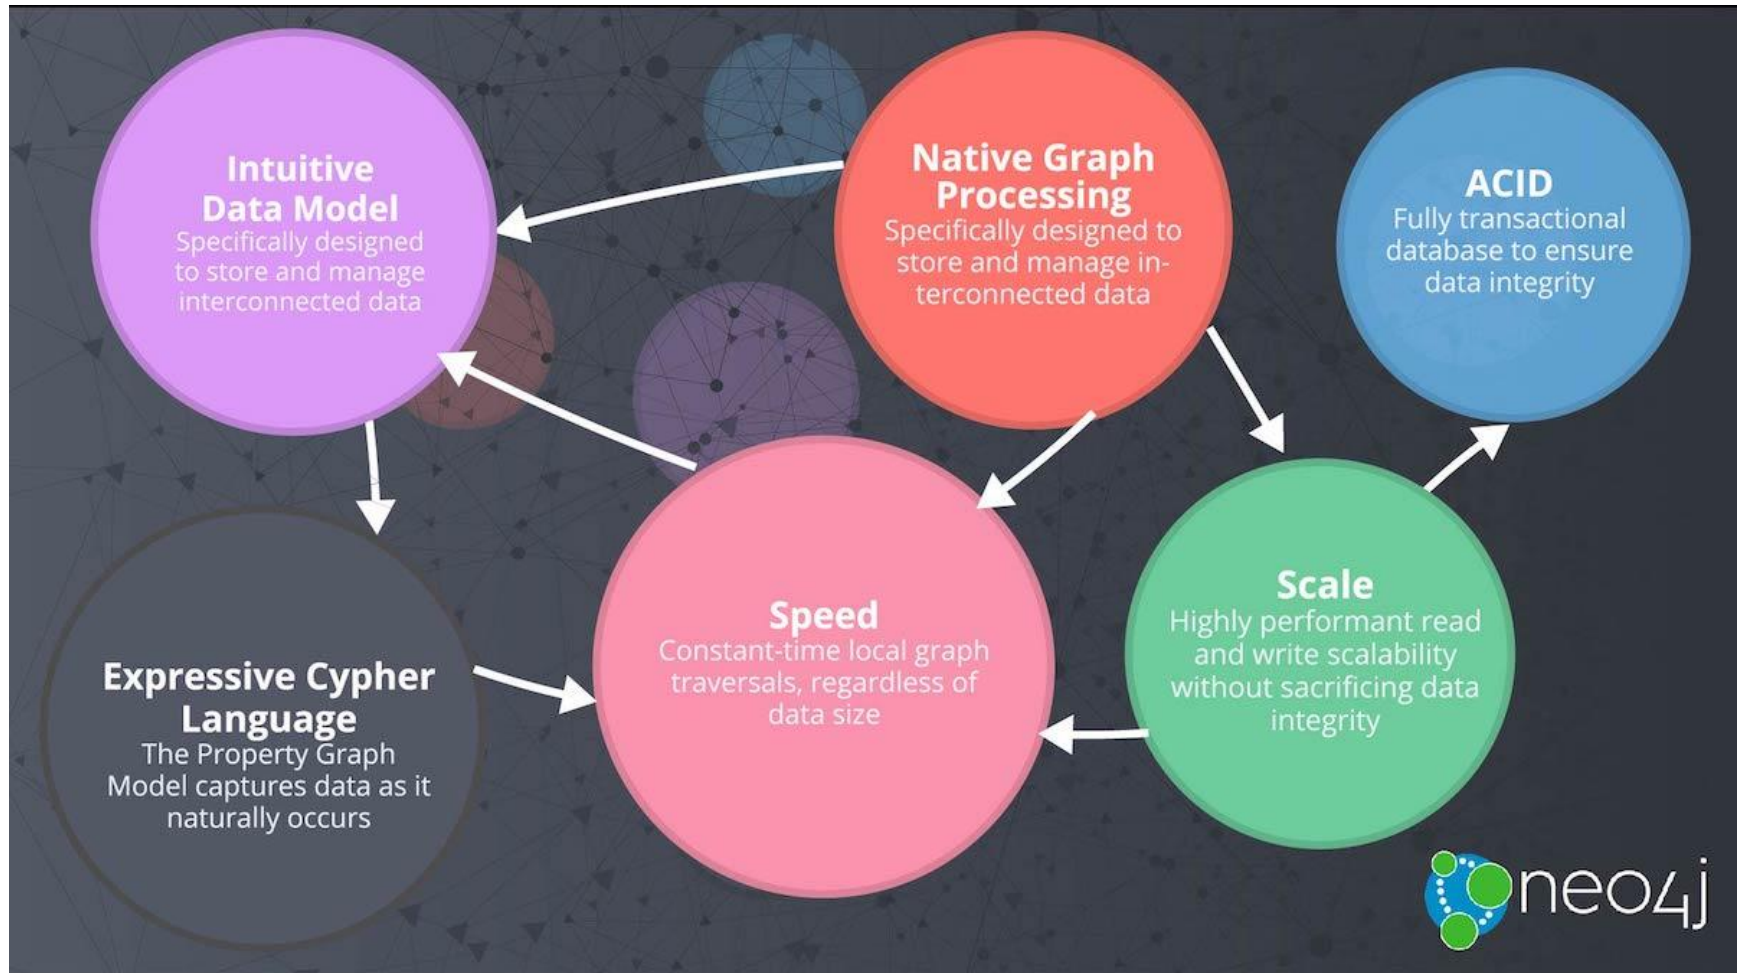 Intuitive
Data Model
Specifically designed
to store and manage
interconnected data
Native Graph
Processing
Specifically designed to
store and manage in-
terconnected data
ACID
Fully transactional
database to ensure
data integrity
Expressive Cypher
Language
The Property Graph
Model captures data as it
naturally occurs
Speed
Constant-time local graph
traversals, regardless of
data size
Scale
Highly performant read
and write scalability
without sacrificing data
integrity
neo4j